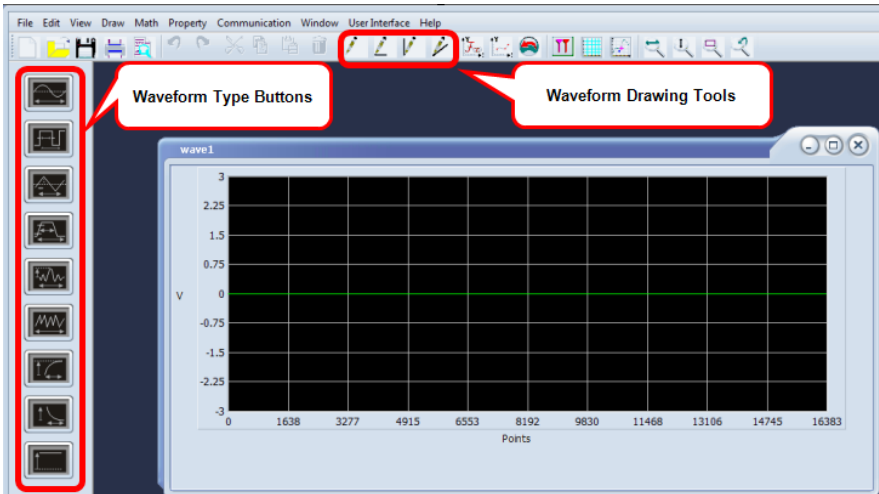 File Edit View Draw Math Property Communication Window User Interface Help
Waveform Type Buttons
Waveform Drawing Tools
wave1
3
2.25
1.5
0.75
V
0
-0.75
-1.5
-2.25
-3
0 1638 3277 4915 6553 8192 9830 11468 13106 14745 16383
Points